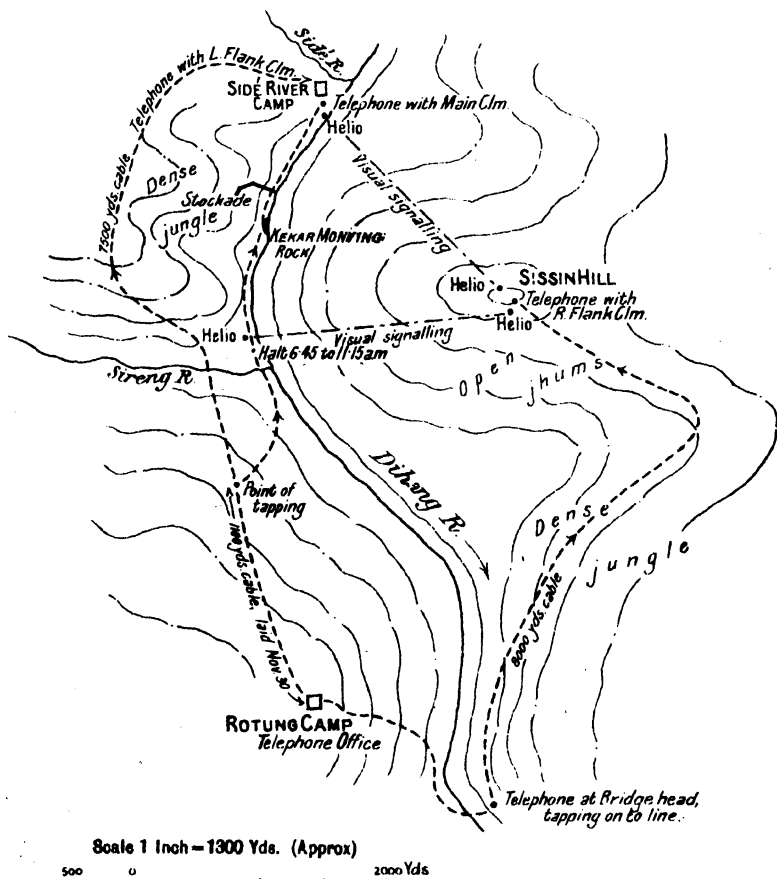 Side R.
Telephone with L. Flank Clm.
SIDE RIVER
CAMP
Telephone with Main Clm.
Helio
7500 yds. cable
Dense
jungle
Stockade
Visual signalling
KEKAR MONYING
ROCK
Helio
SISSIN HILL
Telephone with
R. Flank Clm.
Helio
Helio
Visual signalling
Halt 6·45 to 11·15 am
Sireng R.
Open
jhums
Dihang R.
Point of
tapping
Dense
jungle
yds. cable, laid Nov. 30
8000 yds. cable
ROTUNG CAMP
Telephone Office
Telephone at Bridge head,
tapping on to line.
Scale 1 Inch = 1300 Yds. (Approx)
500 0 2000 Yds